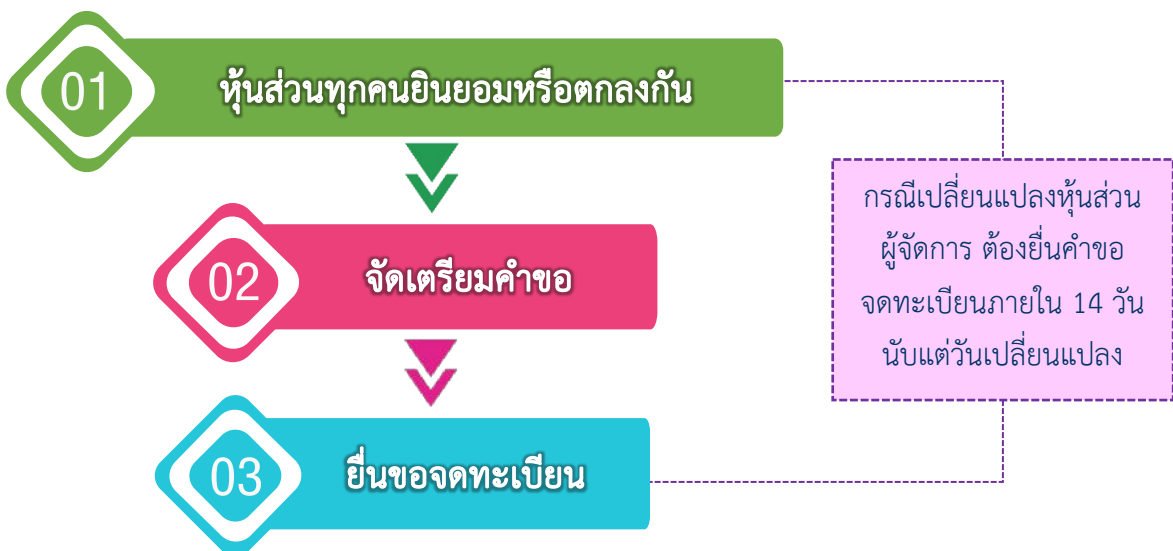 01
หุ้นส่วนทุกคนยินยอมหรือตกลงกัน
กรณีเปลี่ยนแปลงหุ้นส่วน
ผู้จัดการ ต้องยื่นคำขอ
จดทะเบียนภายใน 14 วัน
นับแต่วันเปลี่ยนแปลง
02
จัดเตรียมคำขอ
03
ยื่นขอจดทะเบียน